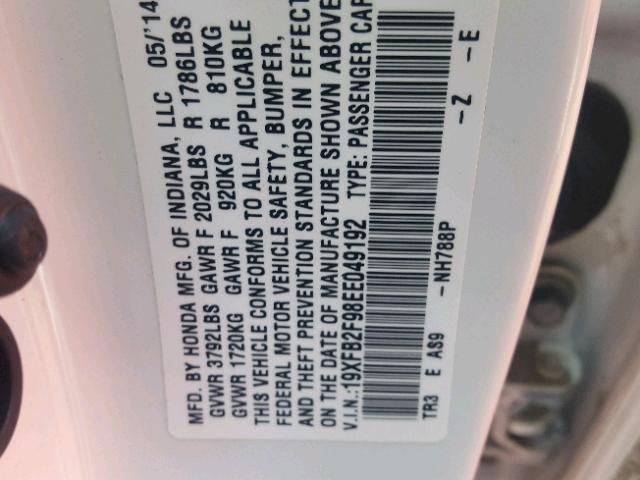 MFD. BY HONDA MFG. OF INDIANA, LLC 05/'14
GVWR 3792LBS GAWR F 2029LBS R 1786LBS
GVWR 1720KG GAWR F 920KG R 810KG
THIS VEHICLE CONFORMS TO ALL APPLICABLE
FEDERAL MOTOR VEHICLE SAFETY, BUMPER,
AND THEFT PREVENTION STANDARDS IN EFFECT
ON THE DATE OF MANUFACTURE SHOWN ABOVE
V.I.N.:19XFB2F98EE049192 TYPE: PASSENGER CAR
TR3 E AS9 -NH788P -Z -E